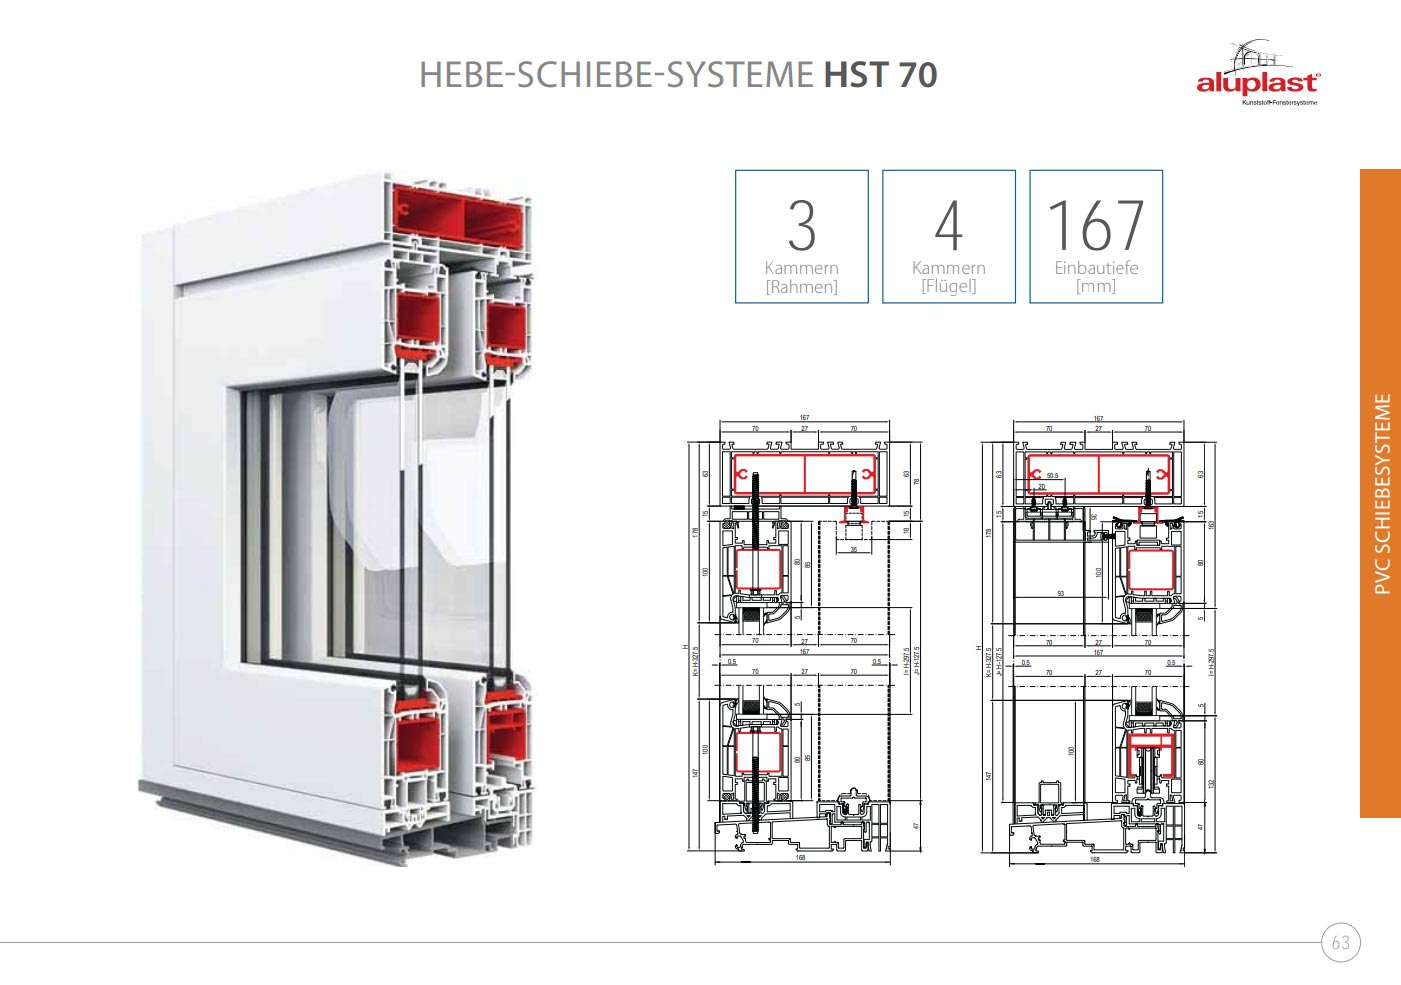 HEBE-SCHIEBE-SYSTEME HST 70
aluplast®
Kunststoff-Fenstersysteme
3
Kammern
[Rahmen]
4
Kammern
[Flügel]
167
Einbautiefe
[mm]
PVC SCHIEBESYSTEME
167
70 27 70
63
15
178
100
H
K= H-327.5
63
78
15
18
35
80
85
5
70 27 70
167
0.5 0.5
70 27 70
I= H-297.5
J= H-127.5
5
100
147
80
85
47
168
167
70 27 70
63
50.5
20
15
178
100
93
H
K= H-327.5
J= H-127.5
63
15
163
80
5
70 27 70
167
0.5 0.5
70 27 70
I= H-297.5
5
100
147
80
132
47
168
63